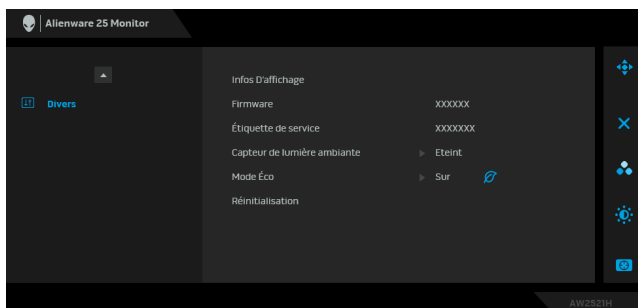 Alienware 25 Monitor
Divers
Infos D'affichage
Firmware XXXXXX
Étiquette de service XXXXXXX
Capteur de lumière ambiante Eteint
Mode Éco Sur
Réinitialisation
AW2521H